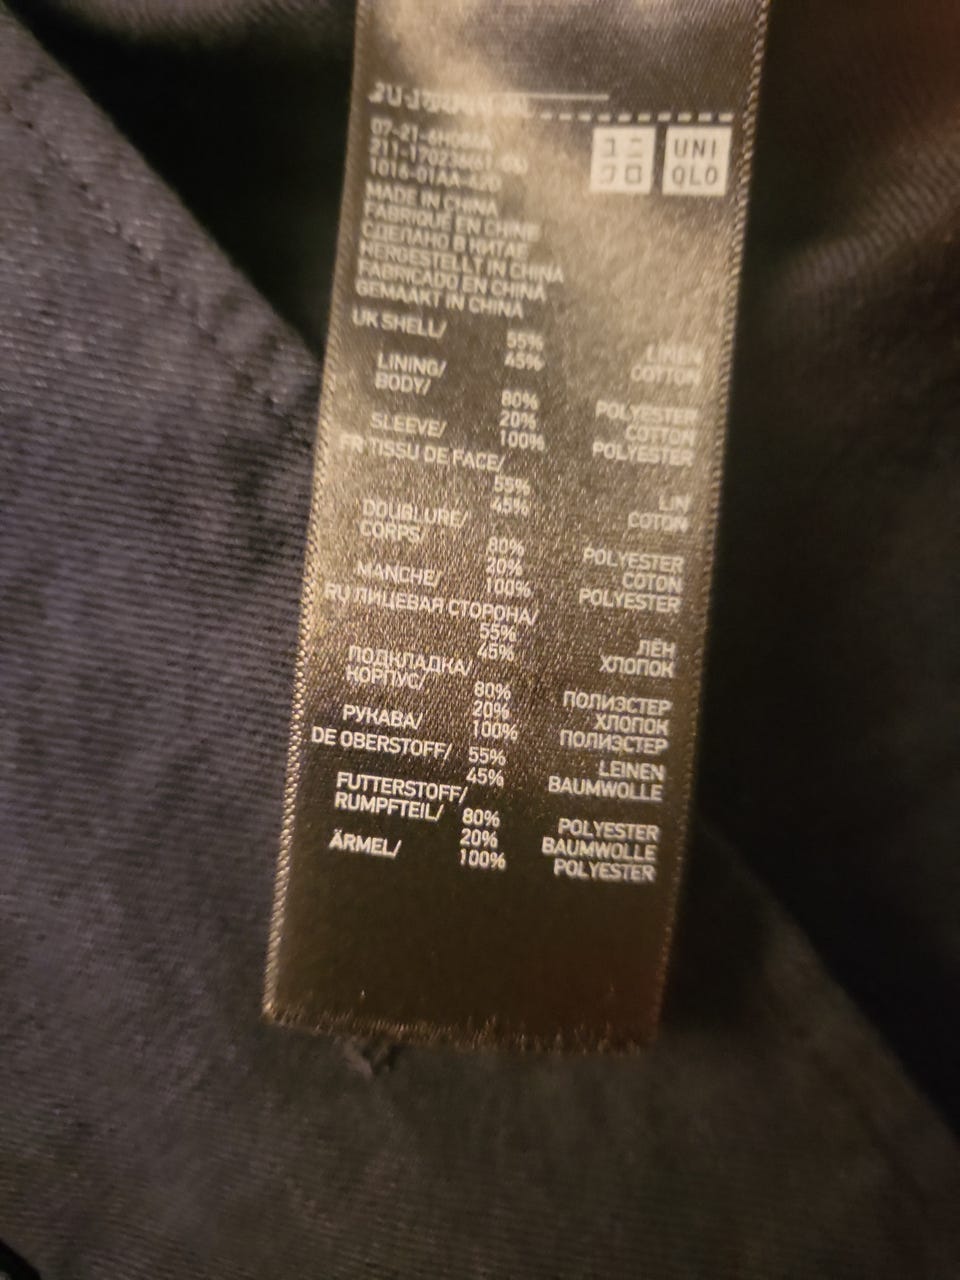 ユニ
クロ
UNI
QLO
MADE IN CHINA
FABRIQUÉ EN CHINE
СДЕЛАНО В КИТАЕ
HERGESTELLT IN CHINA
FABRICADO EN CHINA
GEMAAKT IN CHINA
UK SHELL/
55% LINEN
45% COTTON
LINING/
BODY/
80% POLYESTER
20% COTTON
SLEEVE/ 100% POLYESTER
FR TISSU DE FACE/
55% LIN
45% COTON
DOUBLURE/
CORPS/
80% POLYESTER
20% COTON
MANCHE/ 100% POLYESTER
RU ЛИЦЕВАЯ СТОРОНА/
55% ЛЁН
45% ХЛОПОК
ПОДКЛАДКА/
КОРПУС/ 80% ПОЛИЭСТЕР
20% ХЛОПОК
РУКАВА/ 100% ПОЛИЭСТЕР
DE OBERSTOFF/ 55% LEINEN
45% BAUMWOLLE
FUTTERSTOFF/
RUMPFTEIL/ 80% POLYESTER
20% BAUMWOLLE
ÄRMEL/ 100% POLYESTER